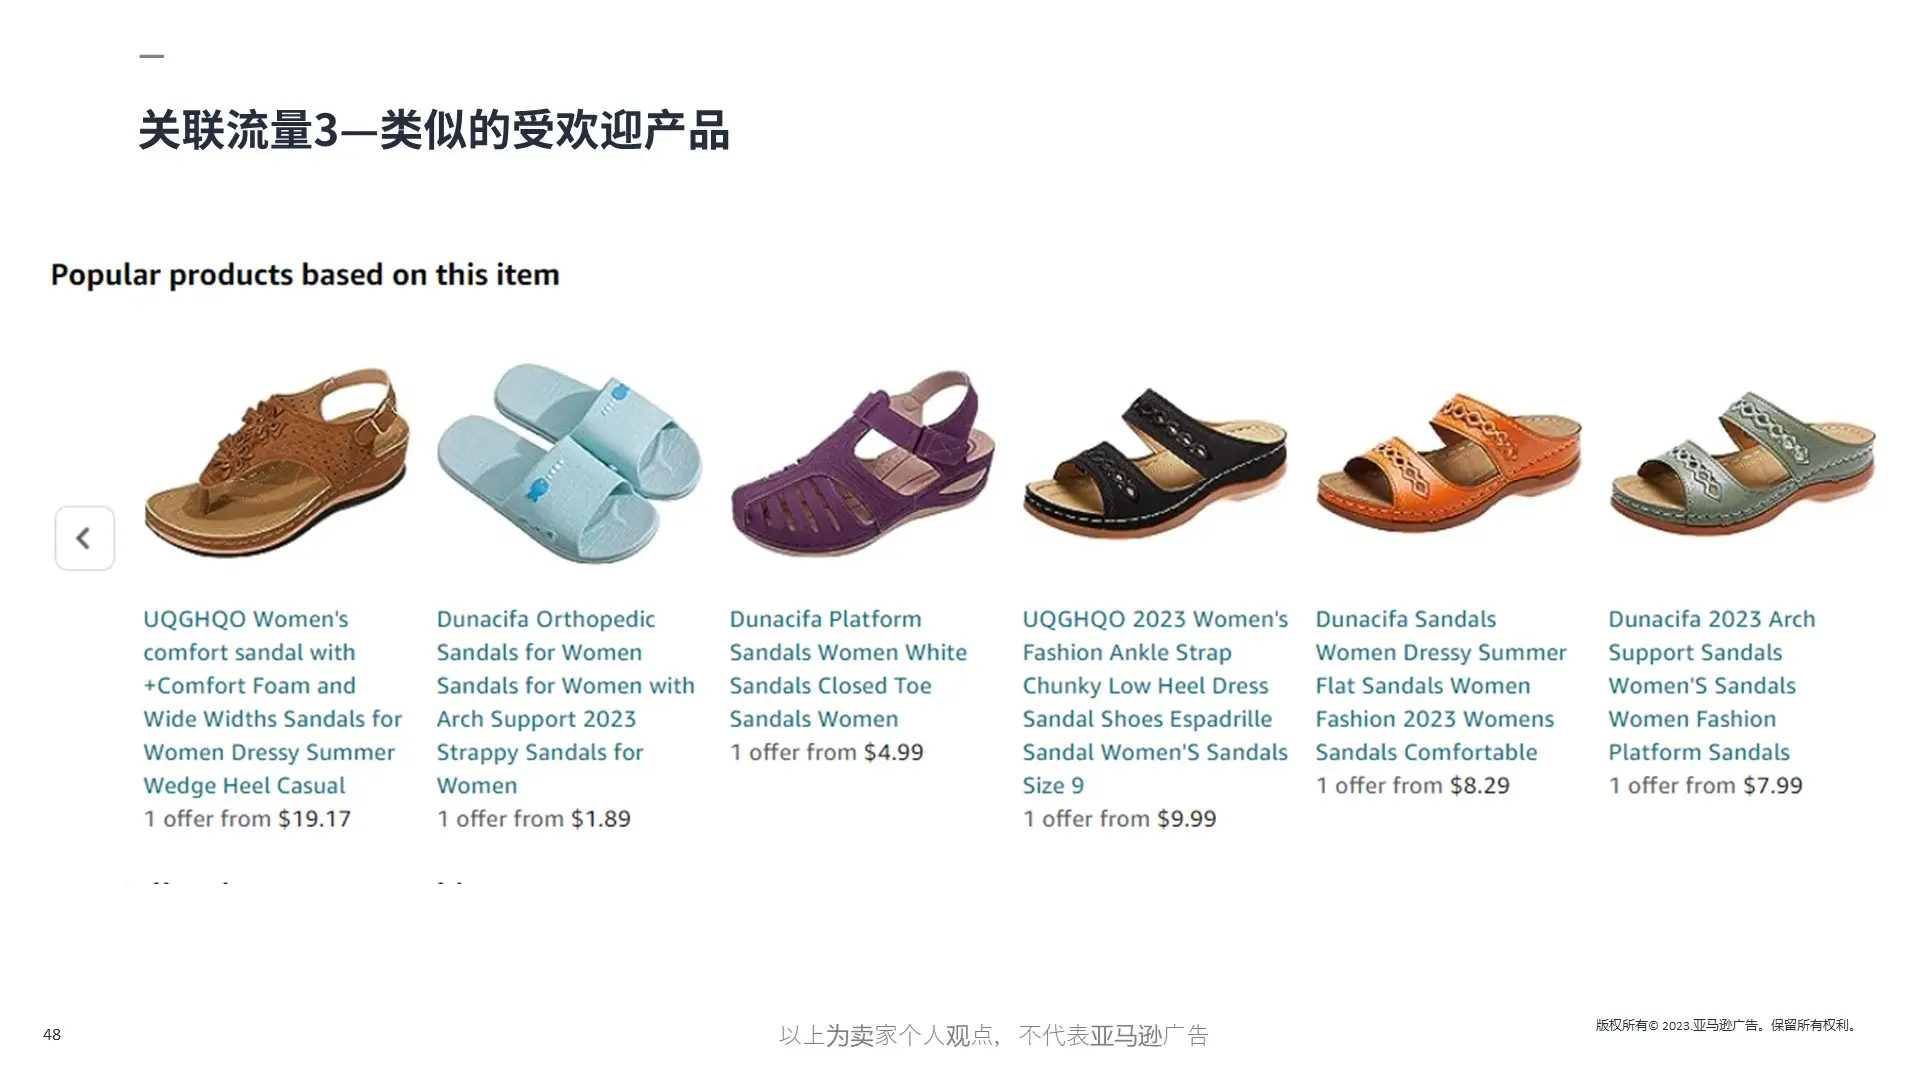 关联流量3—类似的受欢迎产品
Popular products based on this item
UQGHQO Women's
comfort sandal with
+Comfort Foam and
Wide Widths Sandals for
Women Dressy Summer
Wedge Heel Casual
1 offer from $19.17
Dunacifa Orthopedic
Sandals for Women
Sandals for Women with
Arch Support 2023
Strappy Sandals for
Women
1 offer from $1.89
Dunacifa Platform
Sandals Women White
Sandals Closed Toe
Sandals Women
1 offer from $4.99
UQGHQO 2023 Women's
Fashion Ankle Strap
Chunky Low Heel Dress
Sandal Shoes Espadrille
Sandal Women'S Sandals
Size 9
1 offer from $9.99
Dunacifa Sandals
Women Dressy Summer
Flat Sandals Women
Fashion 2023 Womens
Sandals Comfortable
1 offer from $8.29
Dunacifa 2023 Arch
Support Sandals
Women'S Sandals
Women Fashion
Platform Sandals
1 offer from $7.99
48
以上为卖家个人观点，不代表亚马逊广告
版权所有© 2023.亚马逊广告。保留所有权利。